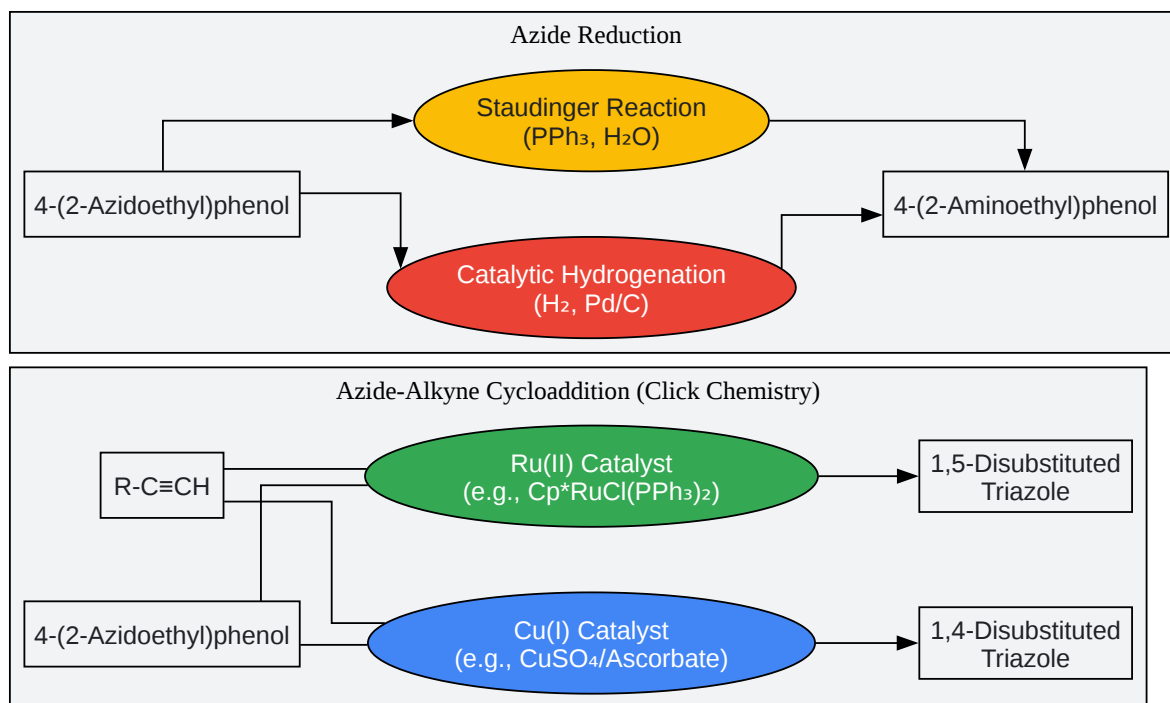 Azide Reduction
Staudinger Reaction
(PPh₃, H₂O)
4-(2-Azidoethyl)phenol
4-(2-Aminoethyl)phenol
Catalytic Hydrogenation
(H₂, Pd/C)
Azide-Alkyne Cycloaddition (Click Chemistry)
R-C≡CH
Ru(II) Catalyst
(e.g., Cp*RuCl(PPh₃)₂)
1,5-Disubstituted
Triazole
4-(2-Azidoethyl)phenol
Cu(I) Catalyst
(e.g., CuSO₄/Ascorbate)
1,4-Disubstituted
Triazole